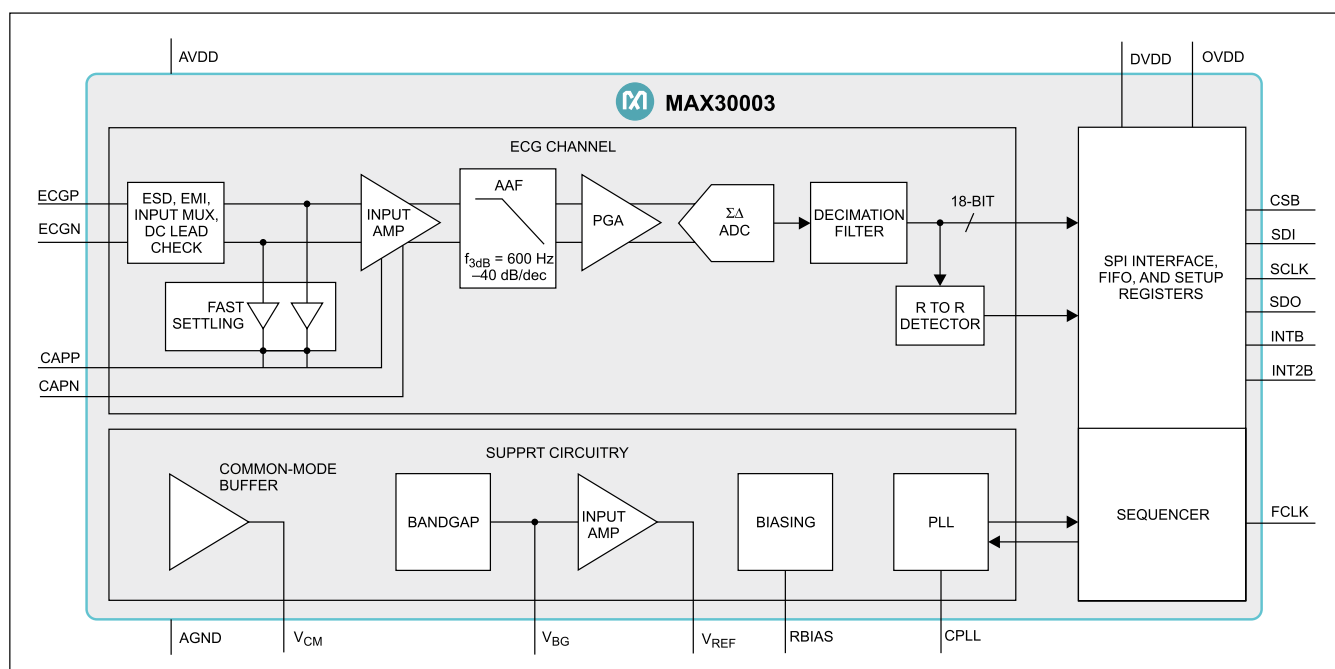 AVDD
DVDD
OVDD
MAX30003
ECG CHANNEL
ECGP
ECGN
ESD, EMI,
INPUT MUX,
DC LEAD
CHECK
INPUT
AMP
AAF
f3dB = 600 Hz
–40 dB/dec
PGA
ΣΔ
ADC
DECIMATION
FILTER
18-BIT
R TO R
DETECTOR
FAST
SETTLING
CAPP
CAPN
SPI INTERFACE,
FIFO, AND SETUP
REGISTERS
CSB
SDI
SCLK
SDO
INTB
INT2B
SUPPRT CIRCUITRY
COMMON-MODE
BUFFER
BANDGAP
INPUT
AMP
BIASING
PLL
SEQUENCER
FCLK
AGND
VCM
VBG
VREF
RBIAS
CPLL